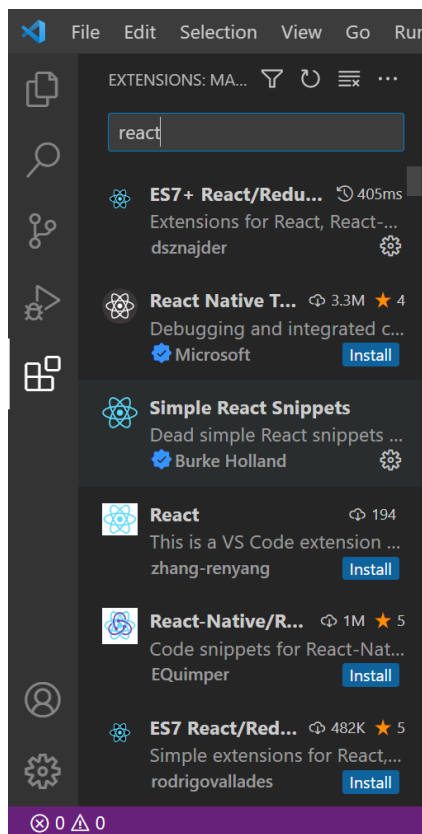 File Edit Selection View Go Run
EXTENSIONS: MA...
react
ES7+ React/Redu... 405ms
Extensions for React, React-...
dsznajder
React Native T... 3.3M 4
Debugging and integrated c...
Microsoft Install
Simple React Snippets
Dead simple React snippets ...
Burke Holland
React 194
This is a VS Code extension ...
zhang-renyang Install
React-Native/R... 1M 5
Code snippets for React-Nat...
EQuimper Install
ES7 React/Red... 482K 5
Simple extensions for React,...
rodrigovallades Install
0 0